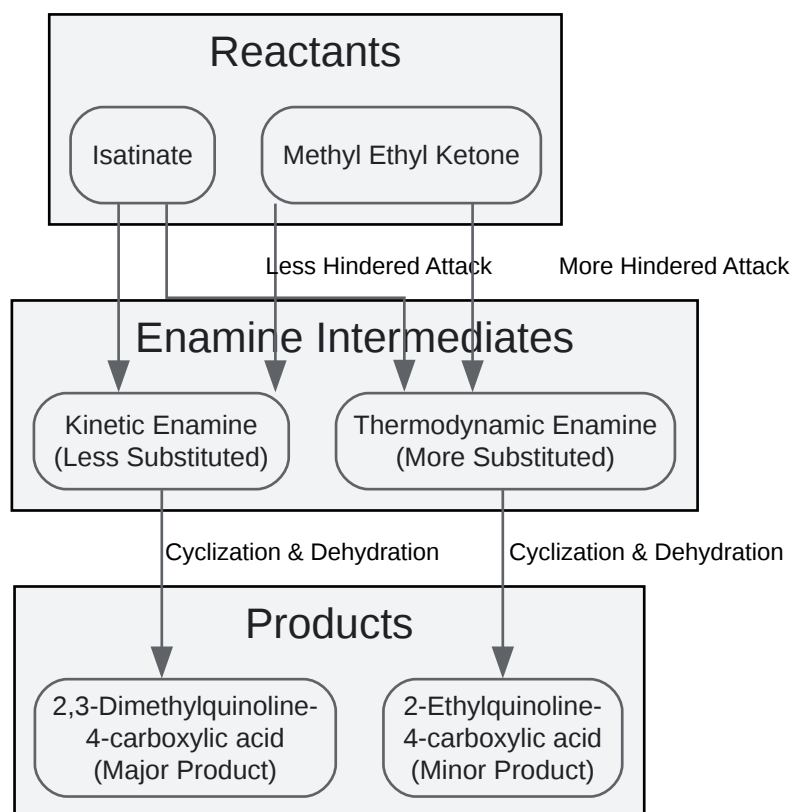 Reactants
Isatinate
Methyl Ethyl Ketone
Less Hindered Attack
More Hindered Attack
Enamine Intermediates
Kinetic Enamine
(Less Substituted)
Thermodynamic Enamine
(More Substituted)
Cyclization & Dehydration
Cyclization & Dehydration
Products
2,3-Dimethylquinoline-
4-carboxylic acid
(Major Product)
2-Ethylquinoline-
4-carboxylic acid
(Minor Product)